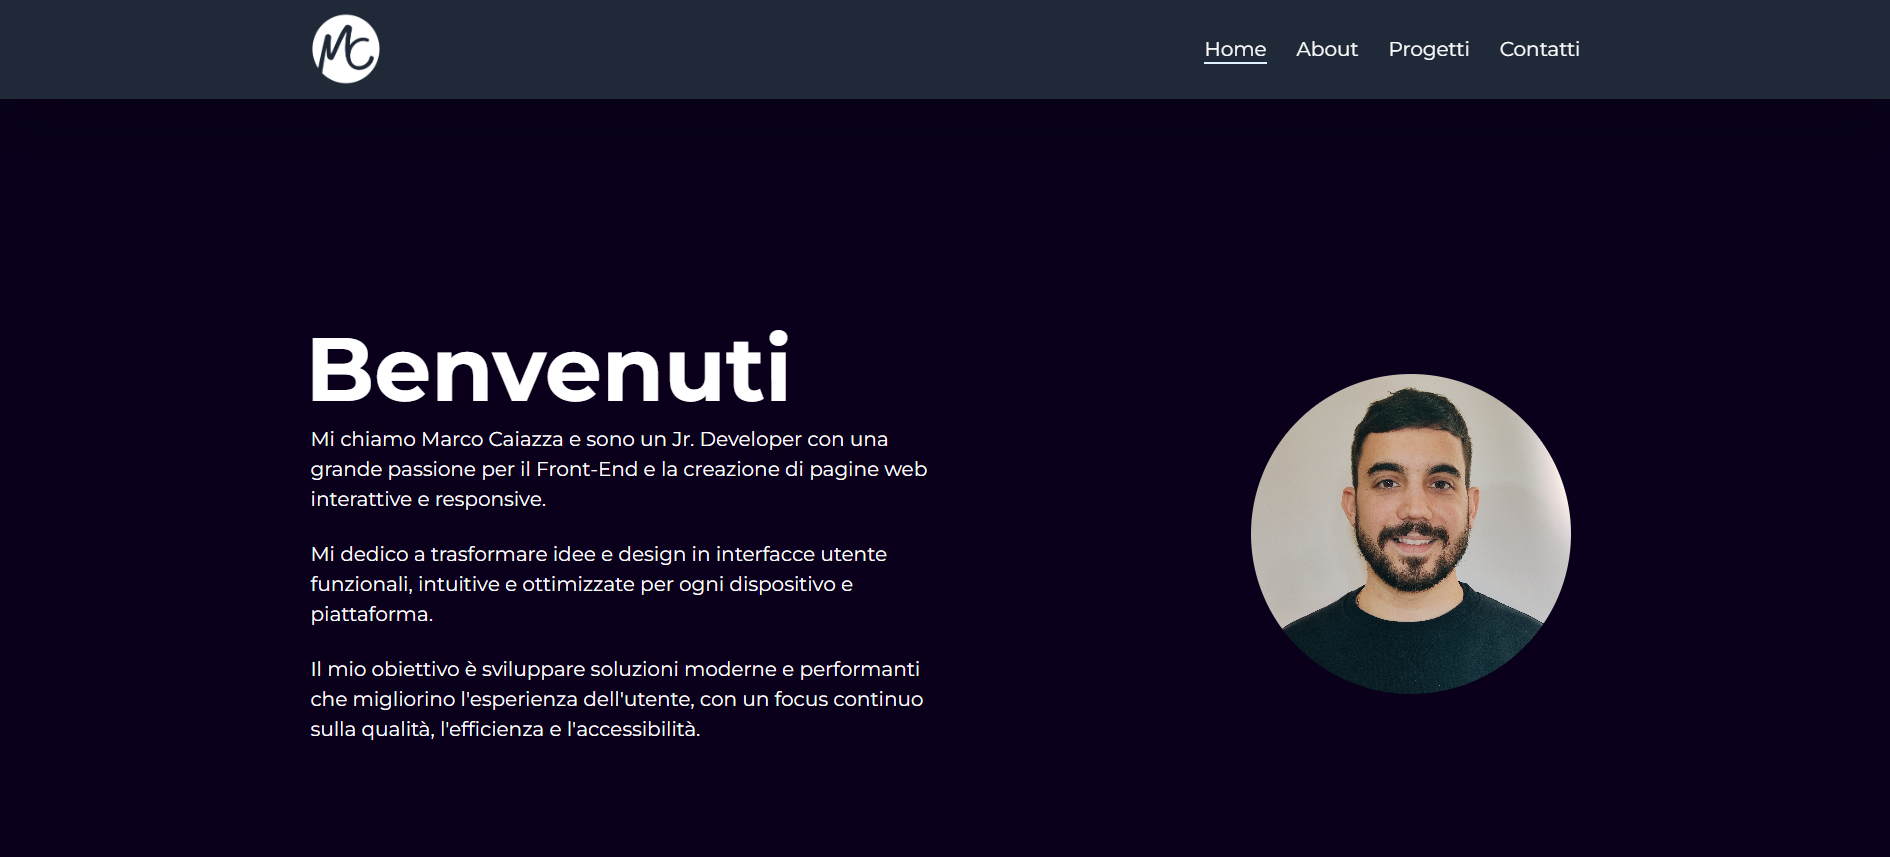 MC
Home About Progetti Contatti
Benvenuti
Mi chiamo Marco Caiazza e sono un Jr. Developer con una
grande passione per il Front-End e la creazione di pagine web
interattive e responsive.
Mi dedico a trasformare idee e design in interfacce utente
funzionali, intuitive e ottimizzate per ogni dispositivo e
piattaforma.
Il mio obiettivo è sviluppare soluzioni moderne e performanti
che migliorino l'esperienza dell'utente, con un focus continuo
sulla qualità, l'efficienza e l'accessibilità.